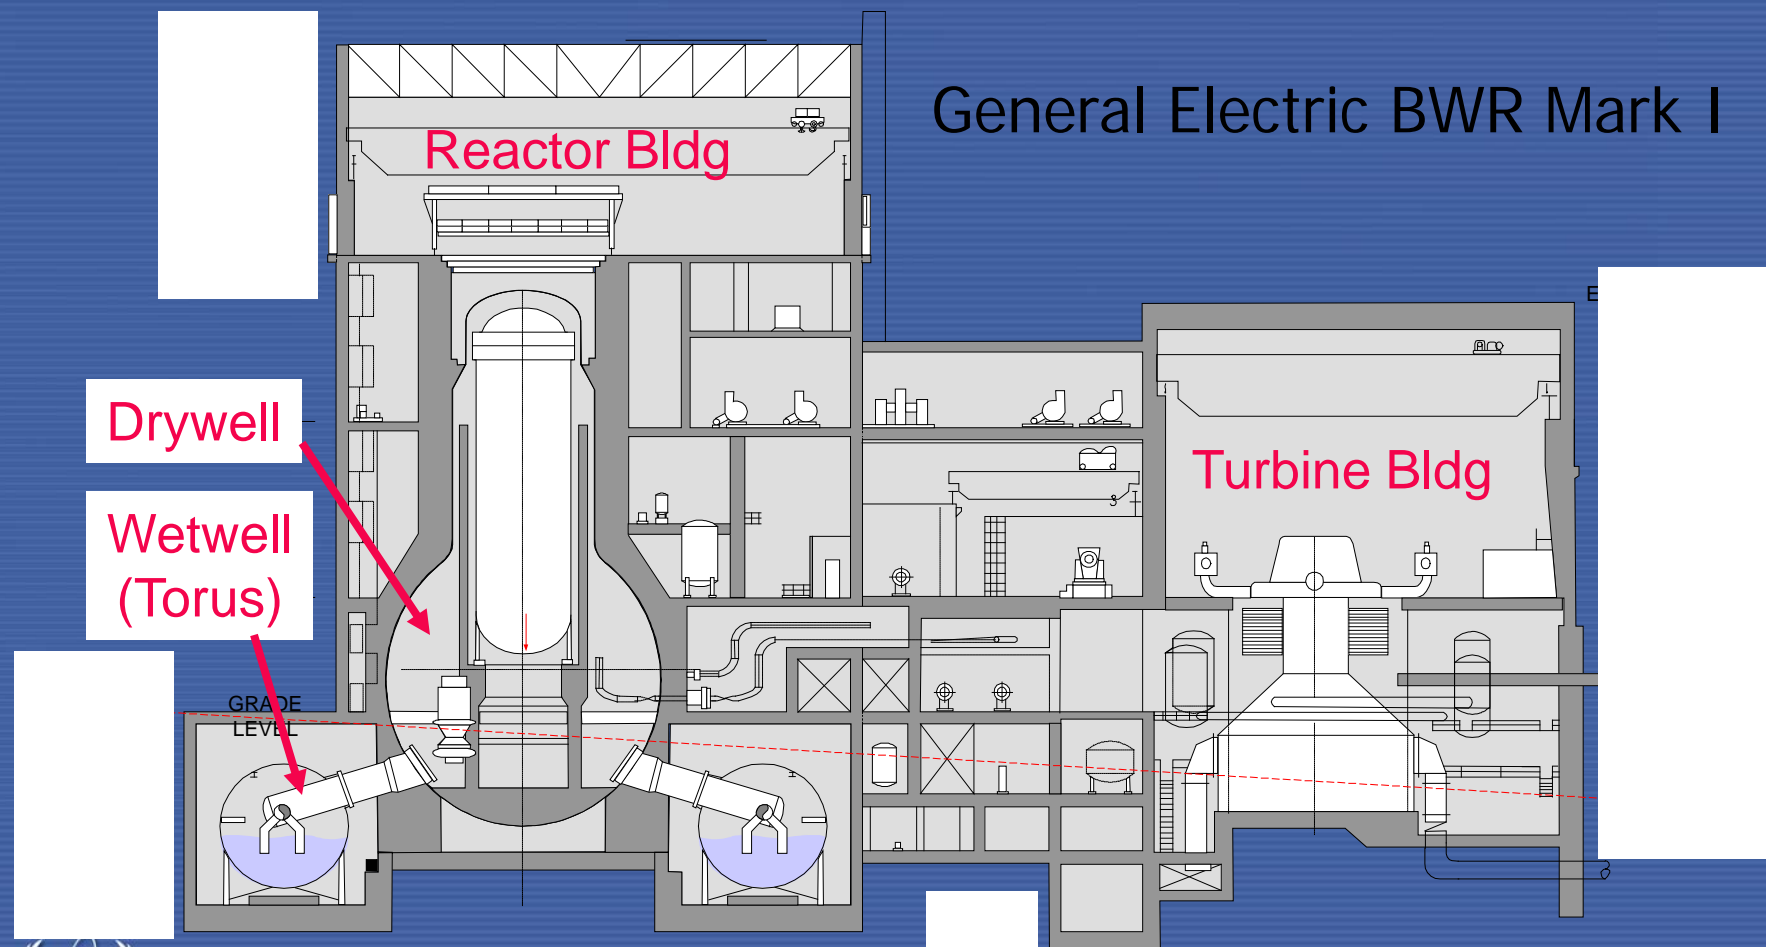 General Electric BWR Mark I
Reactor Bldg
Drywell
Turbine Bldg
Wetwell
(Torus)
GRADE
LEVEL